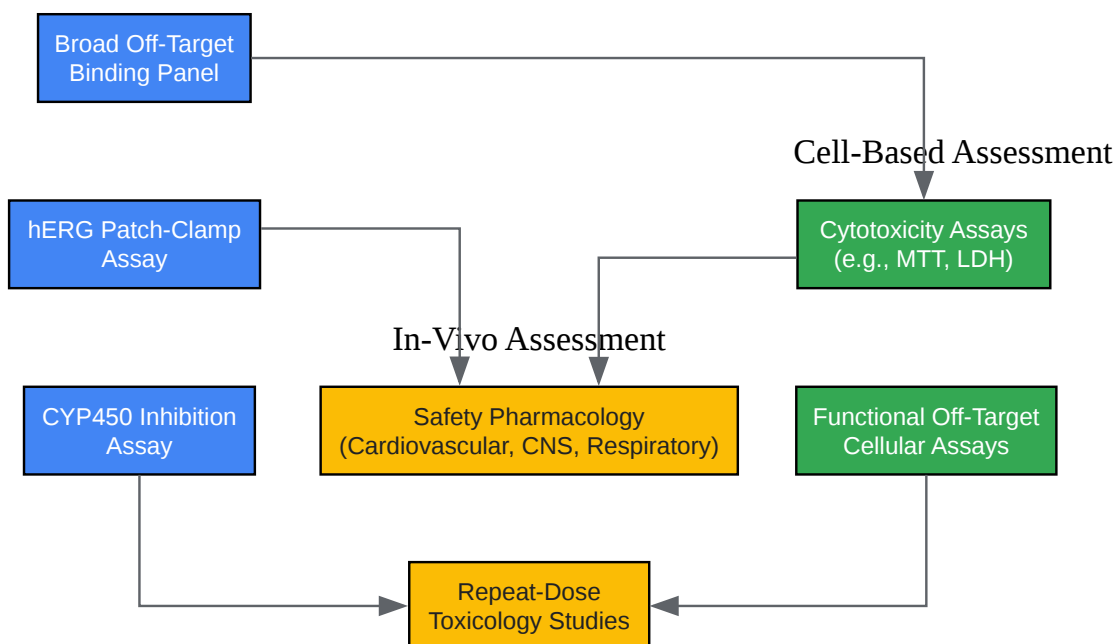 Broad Off-Target
Binding Panel
Cell-Based Assessment
hERG Patch-Clamp
Assay
Cytotoxicity Assays
(e.g., MTT, LDH)
In-Vivo Assessment
CYP450 Inhibition
Assay
Safety Pharmacology
(Cardiovascular, CNS, Respiratory)
Functional Off-Target
Cellular Assays
Repeat-Dose
Toxicology Studies